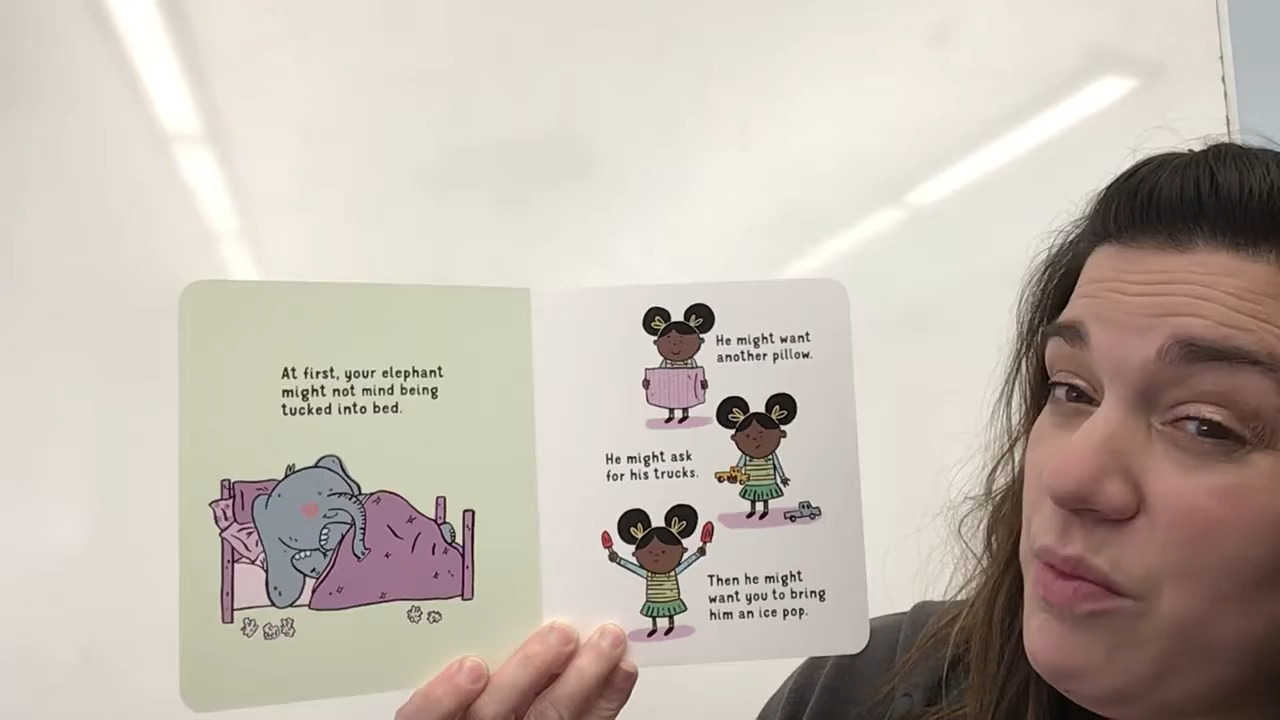 At first, your elephant
might not mind being
tucked into bed.
He might want
another pillow.
He might ask
for his trucks.
Then he might
want you to bring
him an ice pop.